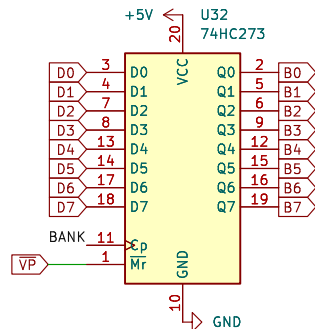 +5V U32
74HC273
20
VCC
D0 3 D0 Q0 2 B0
D1 4 D1 Q1 5 B1
D2 7 D2 Q2 6 B2
D3 8 D3 Q3 9 B3
D4 13 D4 Q4 12 B4
D5 14 D5 Q5 15 B5
D6 17 D6 Q6 16 B6
D7 18 D7 Q7 19 B7
BANK 11 Cp
VP 1 Mr
GND
10
GND